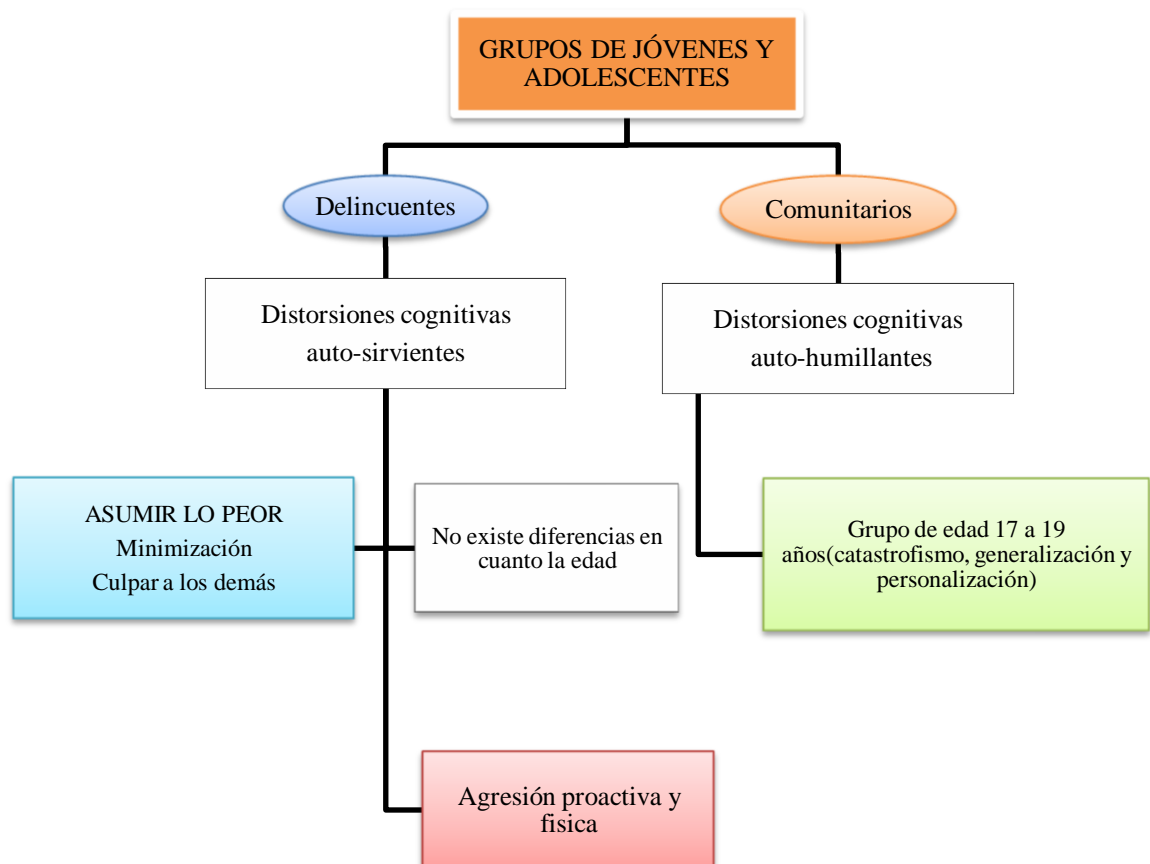 GRUPOS DE JÓVENES Y
ADOLESCENTES
Delincuentes
Comunitarios
Distorsiones cognitivas
auto-sirvientes
Distorsiones cognitivas
auto-humillantes
ASUMIR LO PEOR
Minimización
Culpar a los demás
No existe diferencias en
cuanto la edad
Grupo de edad 17 a 19
años(catastrofismo, generalización y
personalización)
Agresión proactiva y
fisica